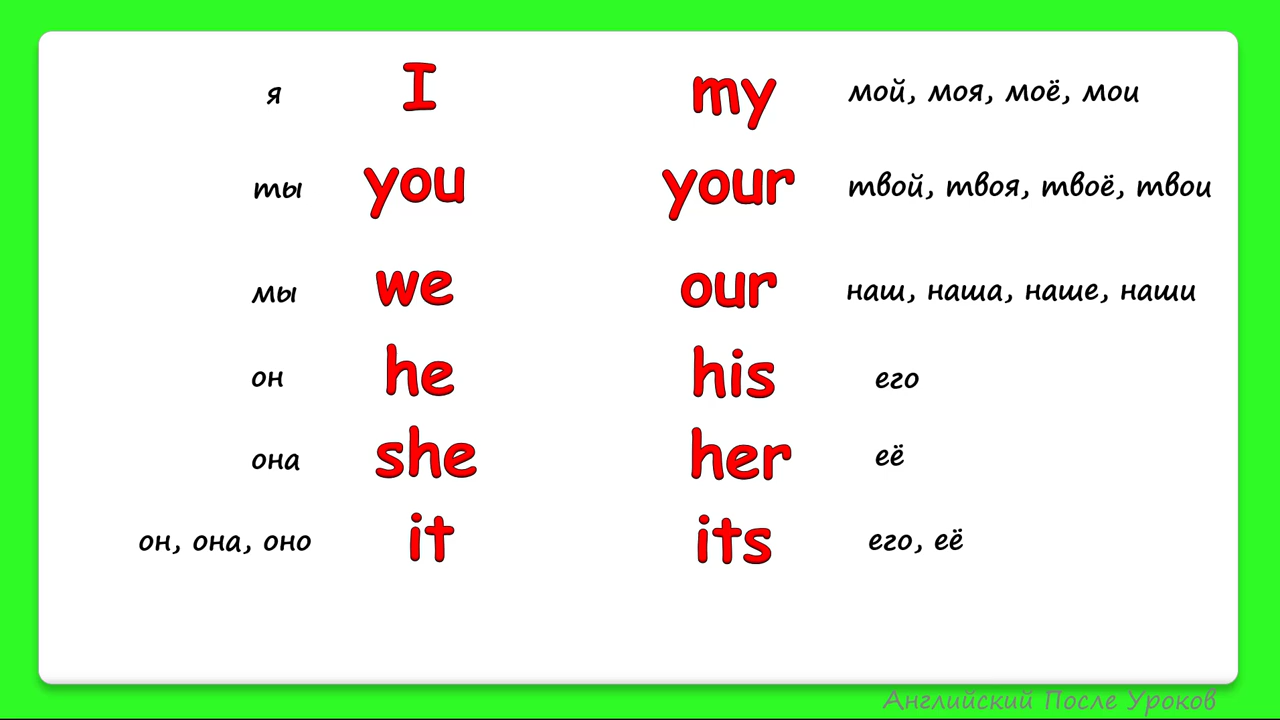 я I my мой, моя, моё, мои
ты you your твой, твоя, твоё, твои
мы we our наш, наша, наше, наши
он he his его
она she her её
он, она, оно it its его, её
Английский После Уроков